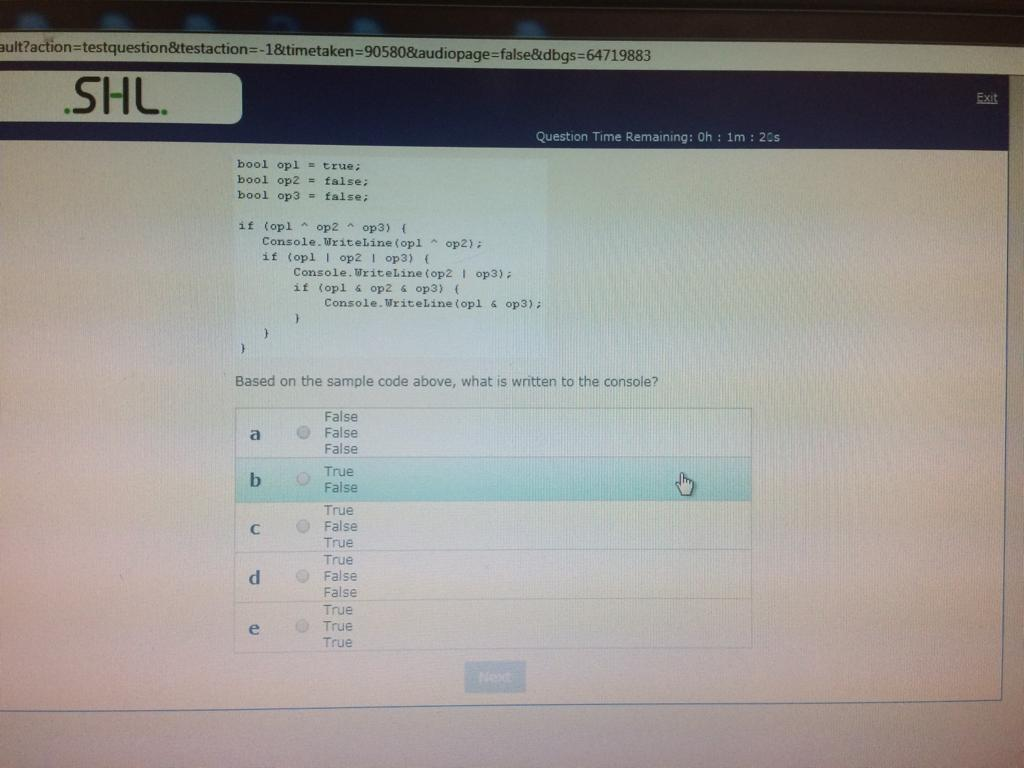 ault?action=testquestion&testaction=-1&timetaken=90580&audiopage=false&dbgs=64719883
.SHL.
Exit
Question Time Remaining: 0h : 1m :
bool op1 = true;
bool op2 = false;
bool op3 = false;
if (op1 ^ op2 ^ op3) {
Console.WriteLine(op1 ^ op2);
if (op1 | op2 | op3) {
Console.WriteLine(op2 | op3);
if (op1 & op2 & op3) {
Console.WriteLine(op1 & op3);
}
}
}
Based on the sample code above, what is written to the console?
a
False
False
False
b
True
False
c
True
False
True
d
True
False
False
e
True
True
True
Next